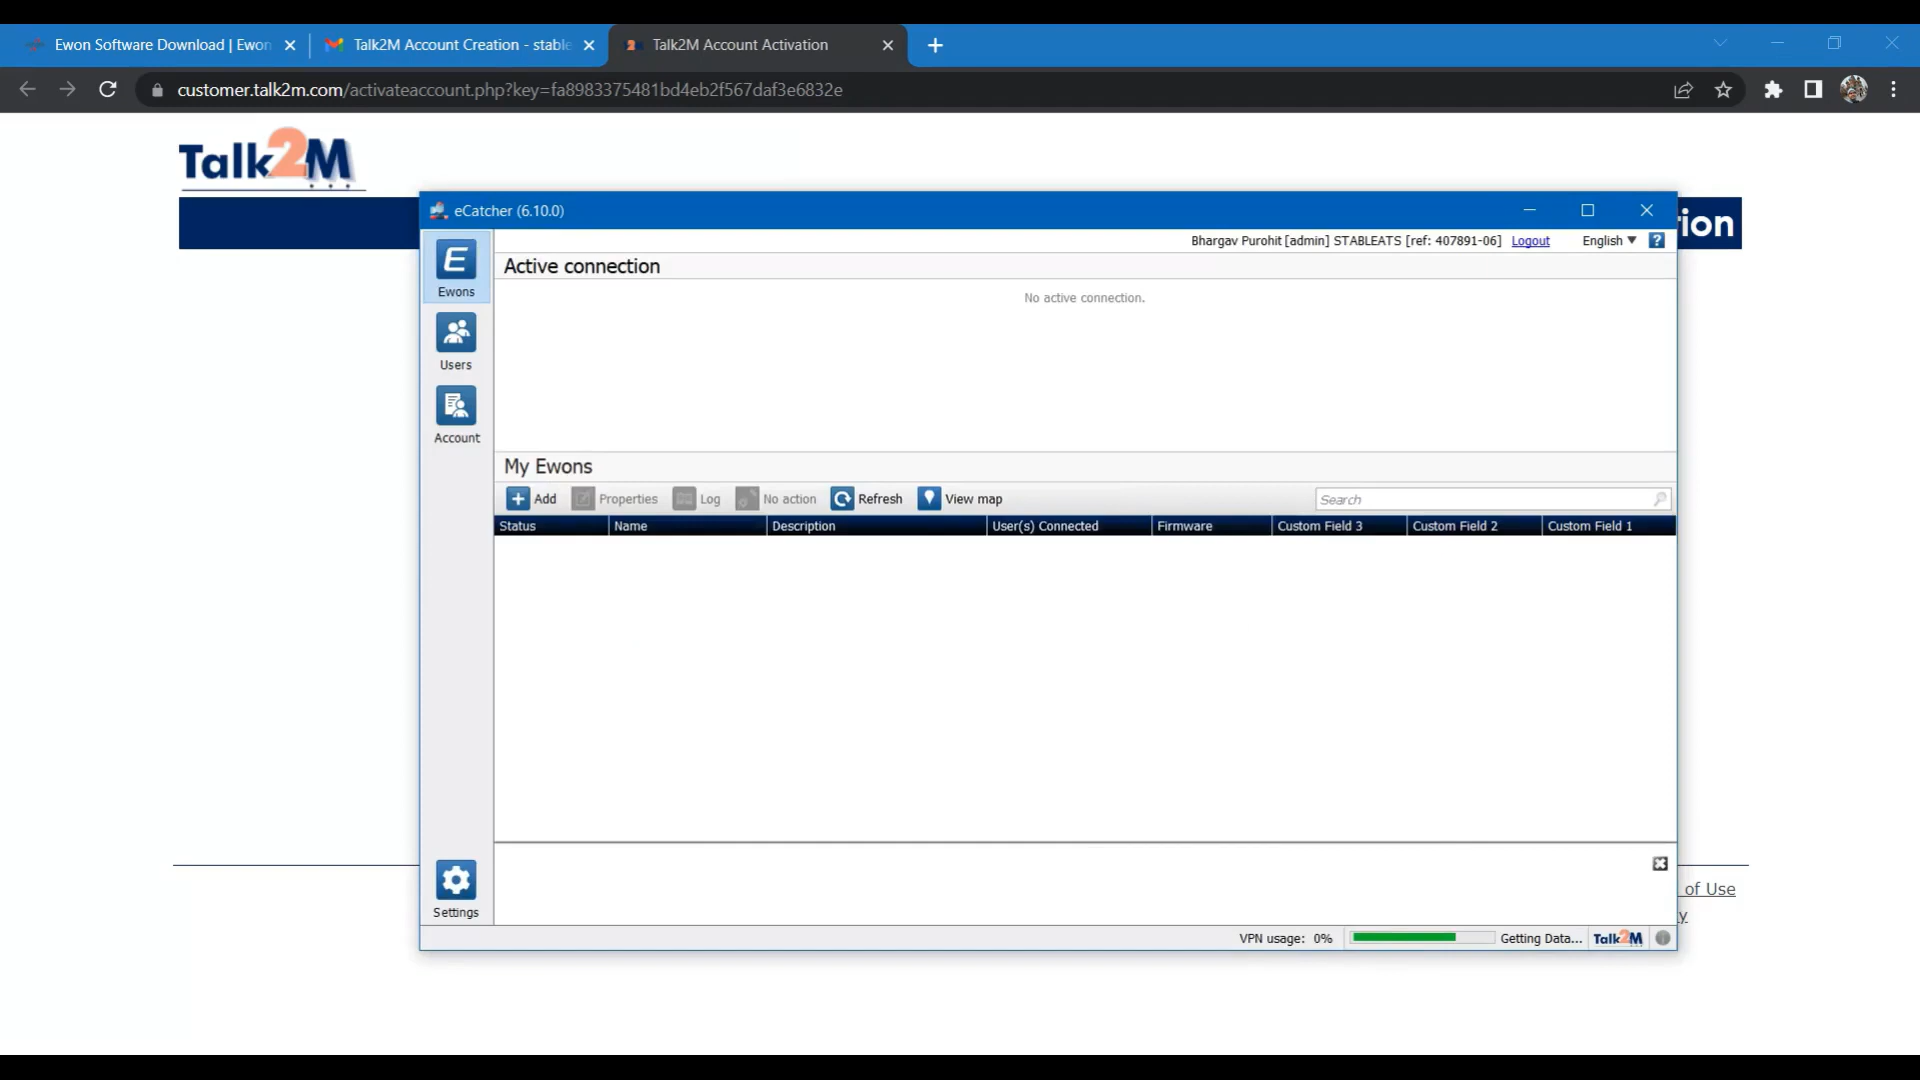 Ewon Software Download | Ewon
Talk2M Account Creation - stable
Talk2M Account Activation
customer.talk2m.com/activateaccount.php?key=fa8983375481bd4eb2f567daf3e6832e
Talk2M
ion
eCatcher (6.10.0)
Bhargav Purohit [admin] STABLEATS [ref: 407891-06] Logout English ?
Ewons
Users
Account
Settings
Active connection
No active connection.
My Ewons
Add Properties Log No action Refresh View map Search
Status Name Description User(s) Connected Firmware Custom Field 3 Custom Field 2 Custom Field 1
of Use
y
VPN usage: 0% Getting Data... Talk2M